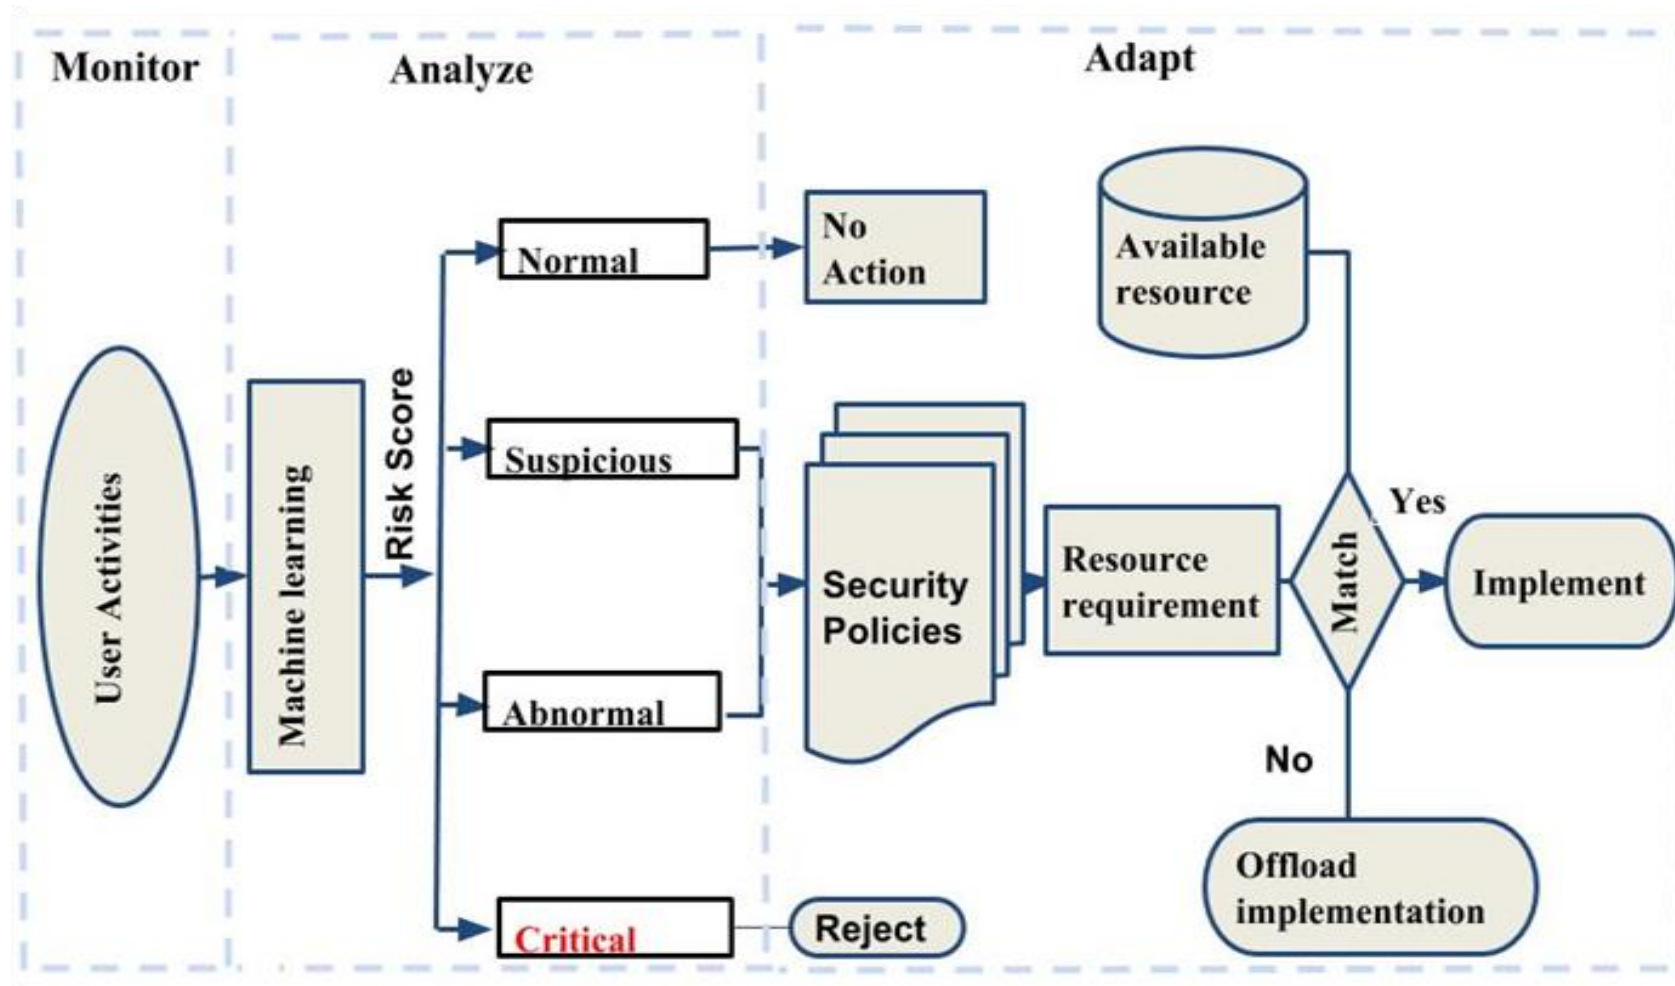 Monitor
Analyze
Adapt
User Activities
Machine learning
Risk Score
Normal
Suspicious
Abnormal
Critical
No
Action
Available
resource
Security
Policies
Resource
requirement
Match
Yes
Implement
No
Offload
implementation
Reject